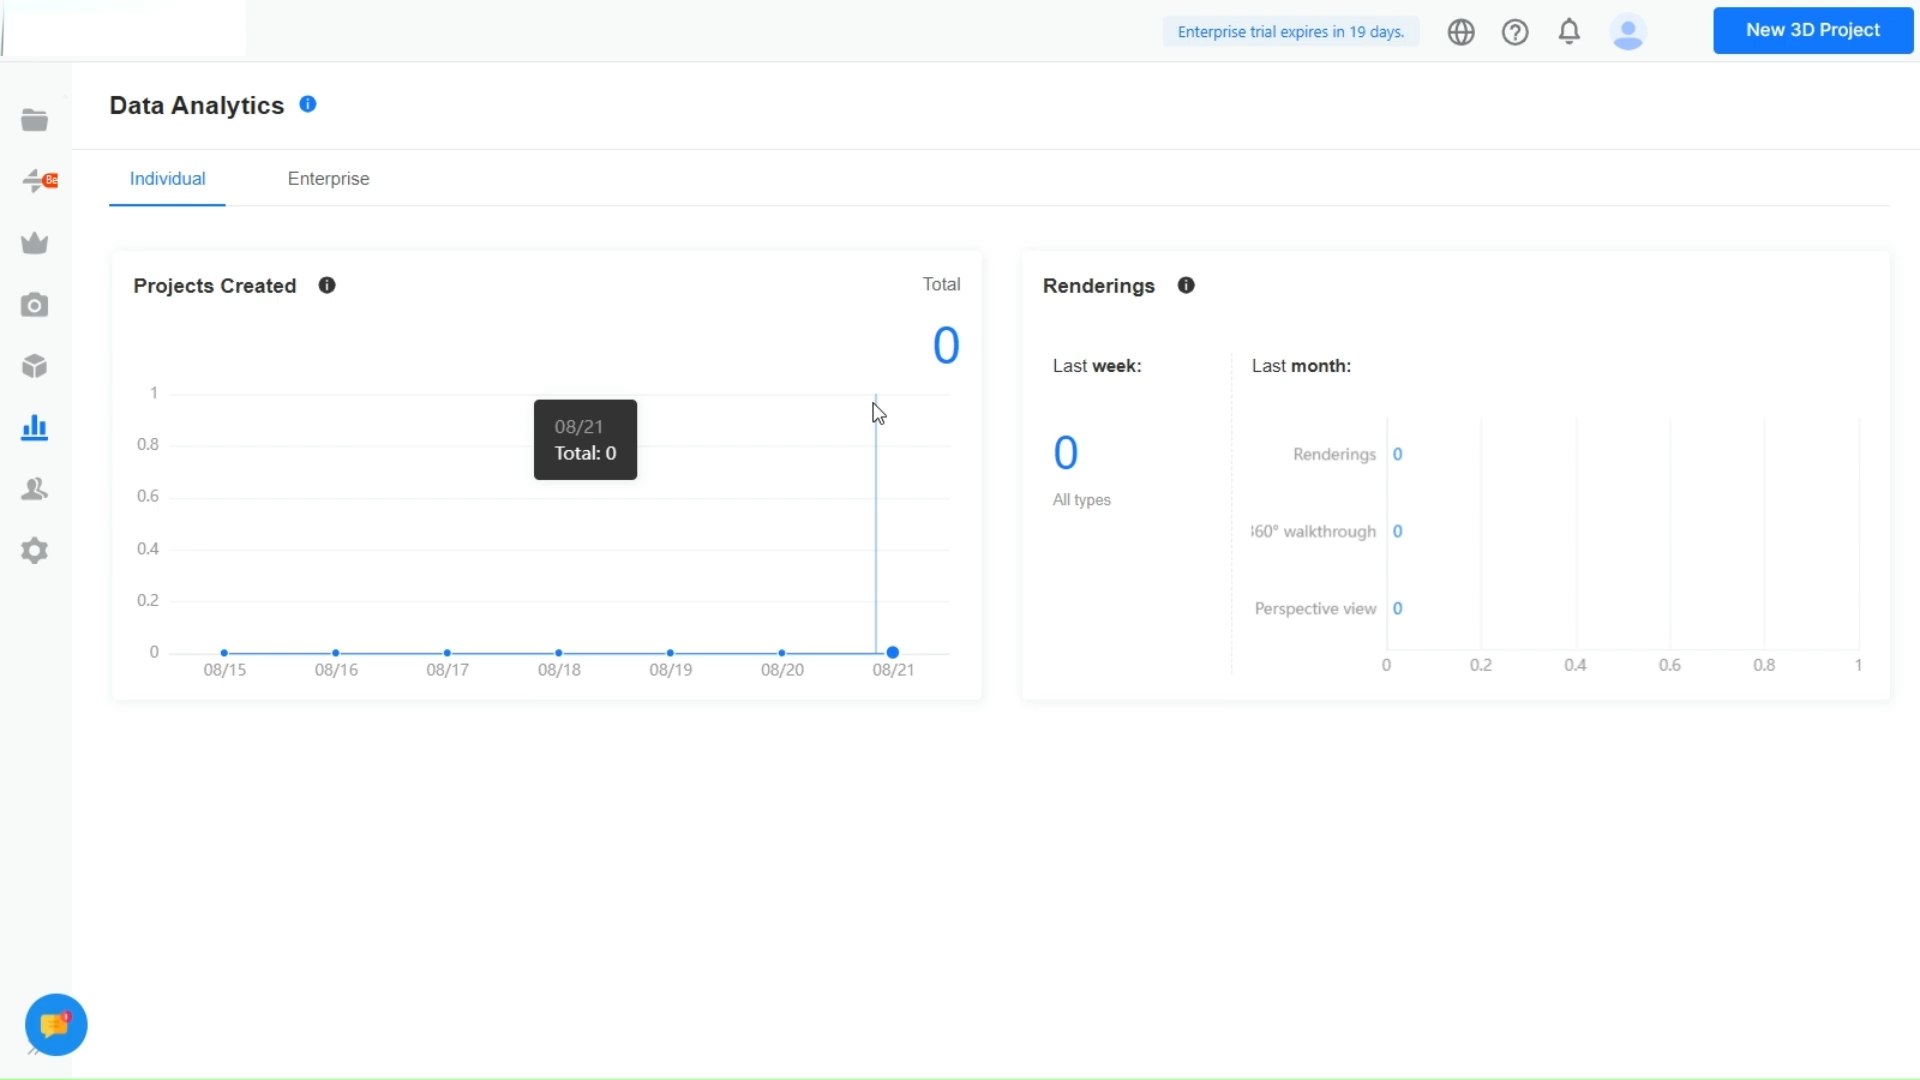 Enterprise trial expires in 19 days.
New 3D Project
Data Analytics
Be
Individual
Enterprise
Projects Created
Total
0
1
0.8
0.6
0.4
0.2
0
08/21
Total: 0
08/15
08/16
08/17
08/18
08/19
08/20
08/21
Renderings
Last week:
Last month:
0
All types
Renderings 0
360° walkthrough 0
Perspective view 0
0
0.2
0.4
0.6
0.8
1